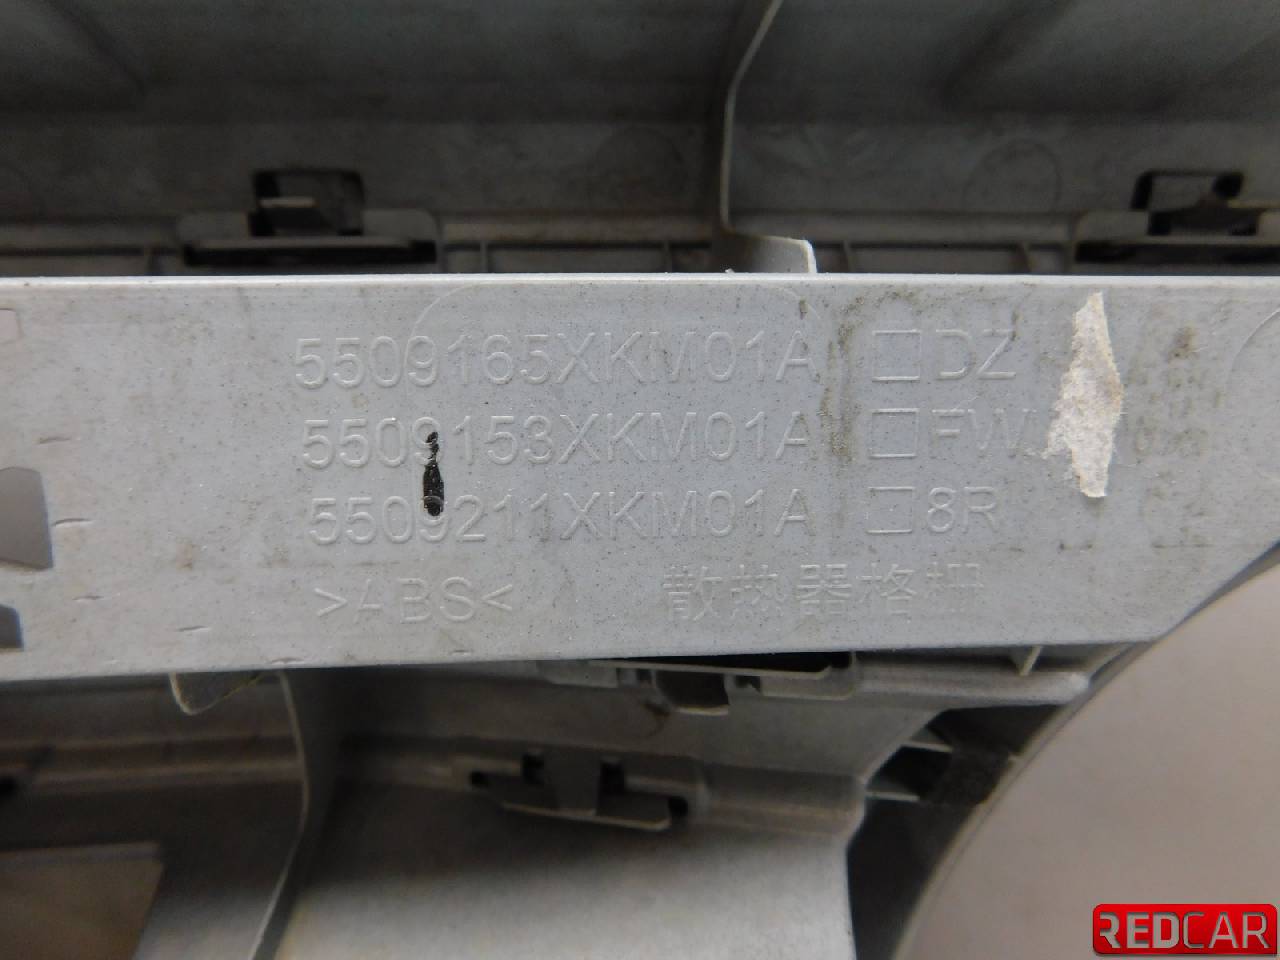 5509165XKM01A □DZ
5509153XKM01A □FW
5509211XKM01A □8R
>ABS< 散热器格栅
REDCAR